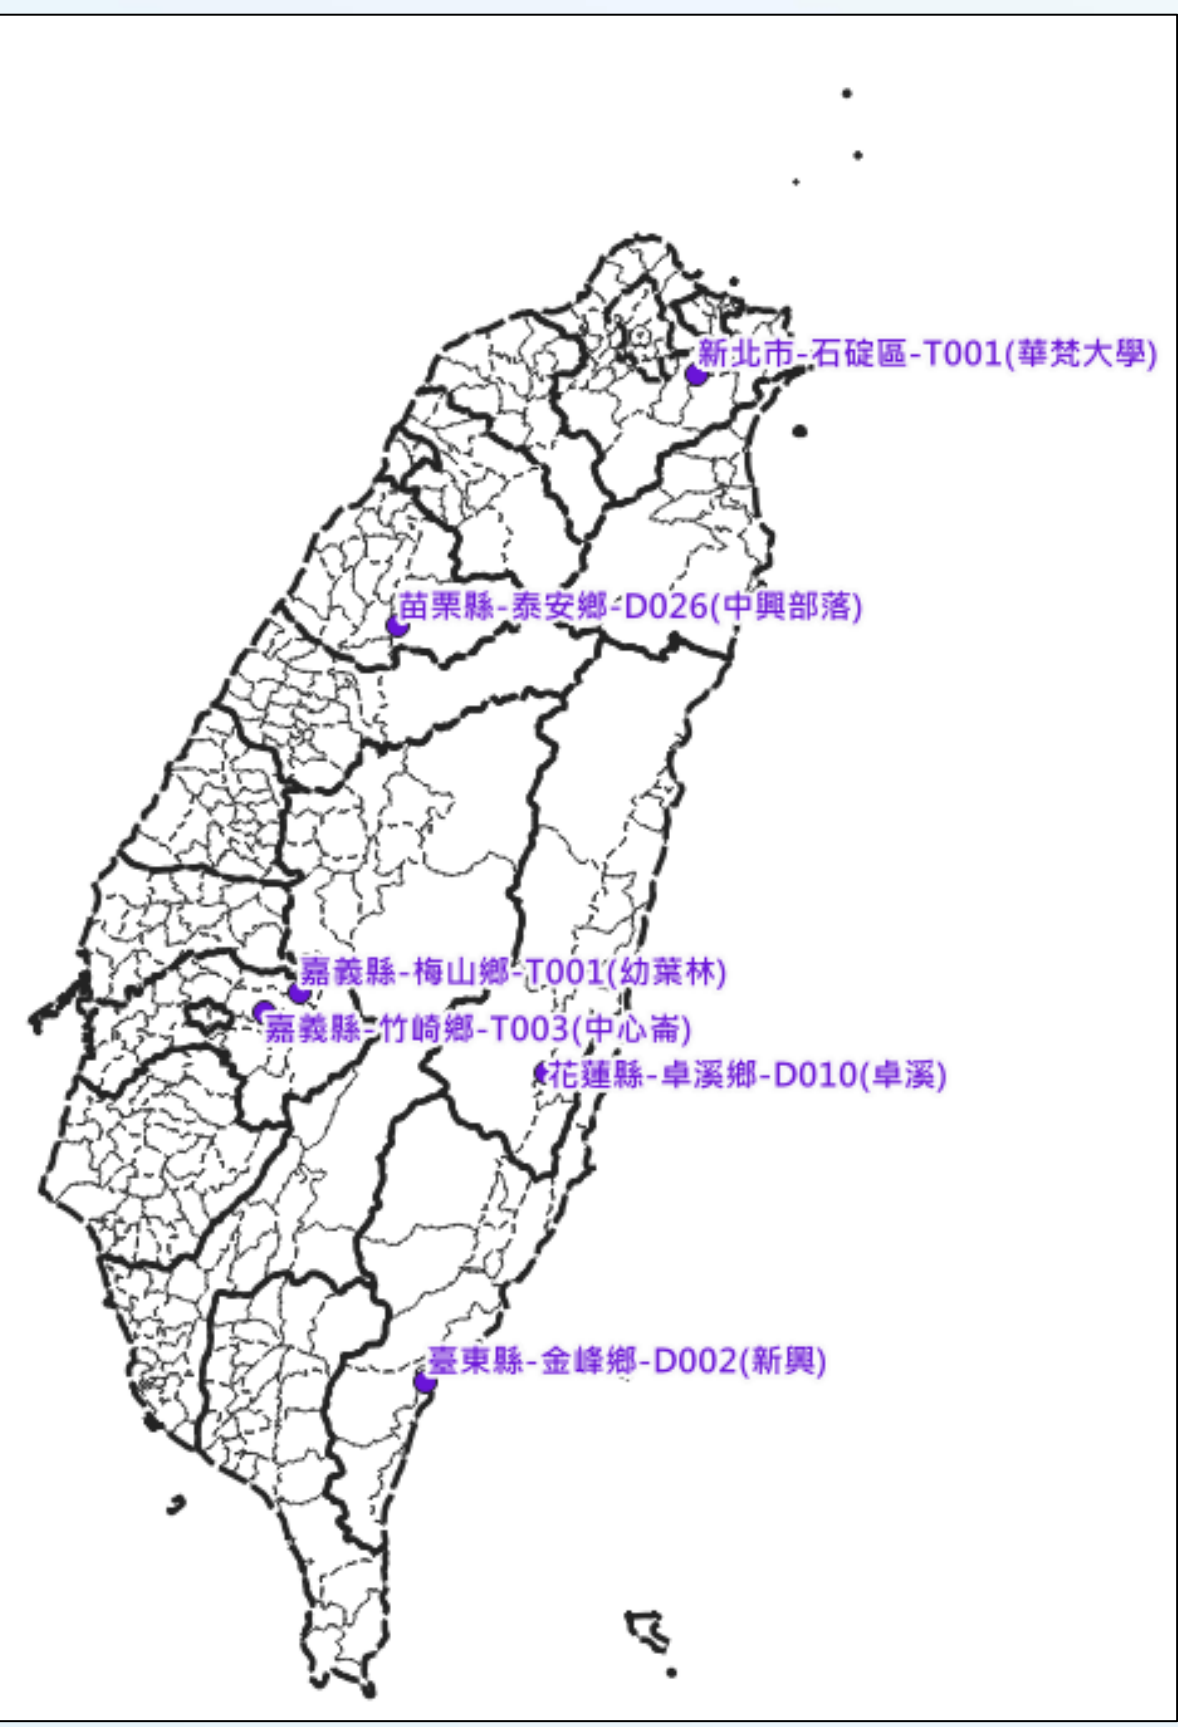 新北市-石碇區-T001(華梵大學)
苗栗縣-泰安鄉-D026(中興部落)
嘉義縣-梅山鄉-T001(幼葉林)
嘉義縣-竹崎鄉-T003(中心崙)
花蓮縣-卓溪鄉-D010(卓溪)
臺東縣-金峰鄉-D002(新興)